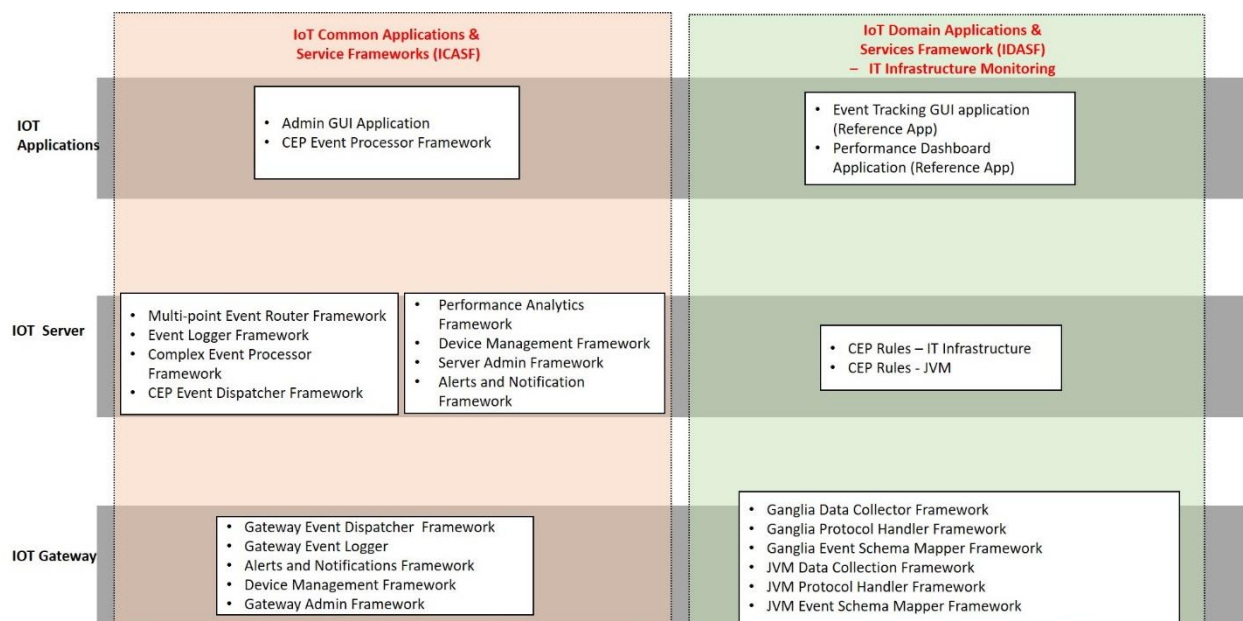 IoT Common Applications &
Service Frameworks (ICASF)
IoT Domain Applications &
Services Framework (IDASF)
– IT Infrastructure Monitoring
IOT
Applications
• Admin GUI Application
• CEP Event Processor Framework
• Event Tracking GUI application
(Reference App)
• Performance Dashboard
Application (Reference App)
IOT Server
• Multi-point Event Router Framework
• Event Logger Framework
• Complex Event Processor
Framework
• CEP Event Dispatcher Framework
• Performance Analytics
Framework
• Device Management Framework
• Server Admin Framework
• Alerts and Notification
Framework
• CEP Rules – IT Infrastructure
• CEP Rules - JVM
IOT Gateway
• Gateway Event Dispatcher Framework
• Gateway Event Logger
• Alerts and Notifications Framework
• Device Management Framework
• Gateway Admin Framework
• Ganglia Data Collector Framework
• Ganglia Protocol Handler Framework
• Ganglia Event Schema Mapper Framework
• JVM Data Collection Framework
• JVM Protocol Handler Framework
• JVM Event Schema Mapper Framework